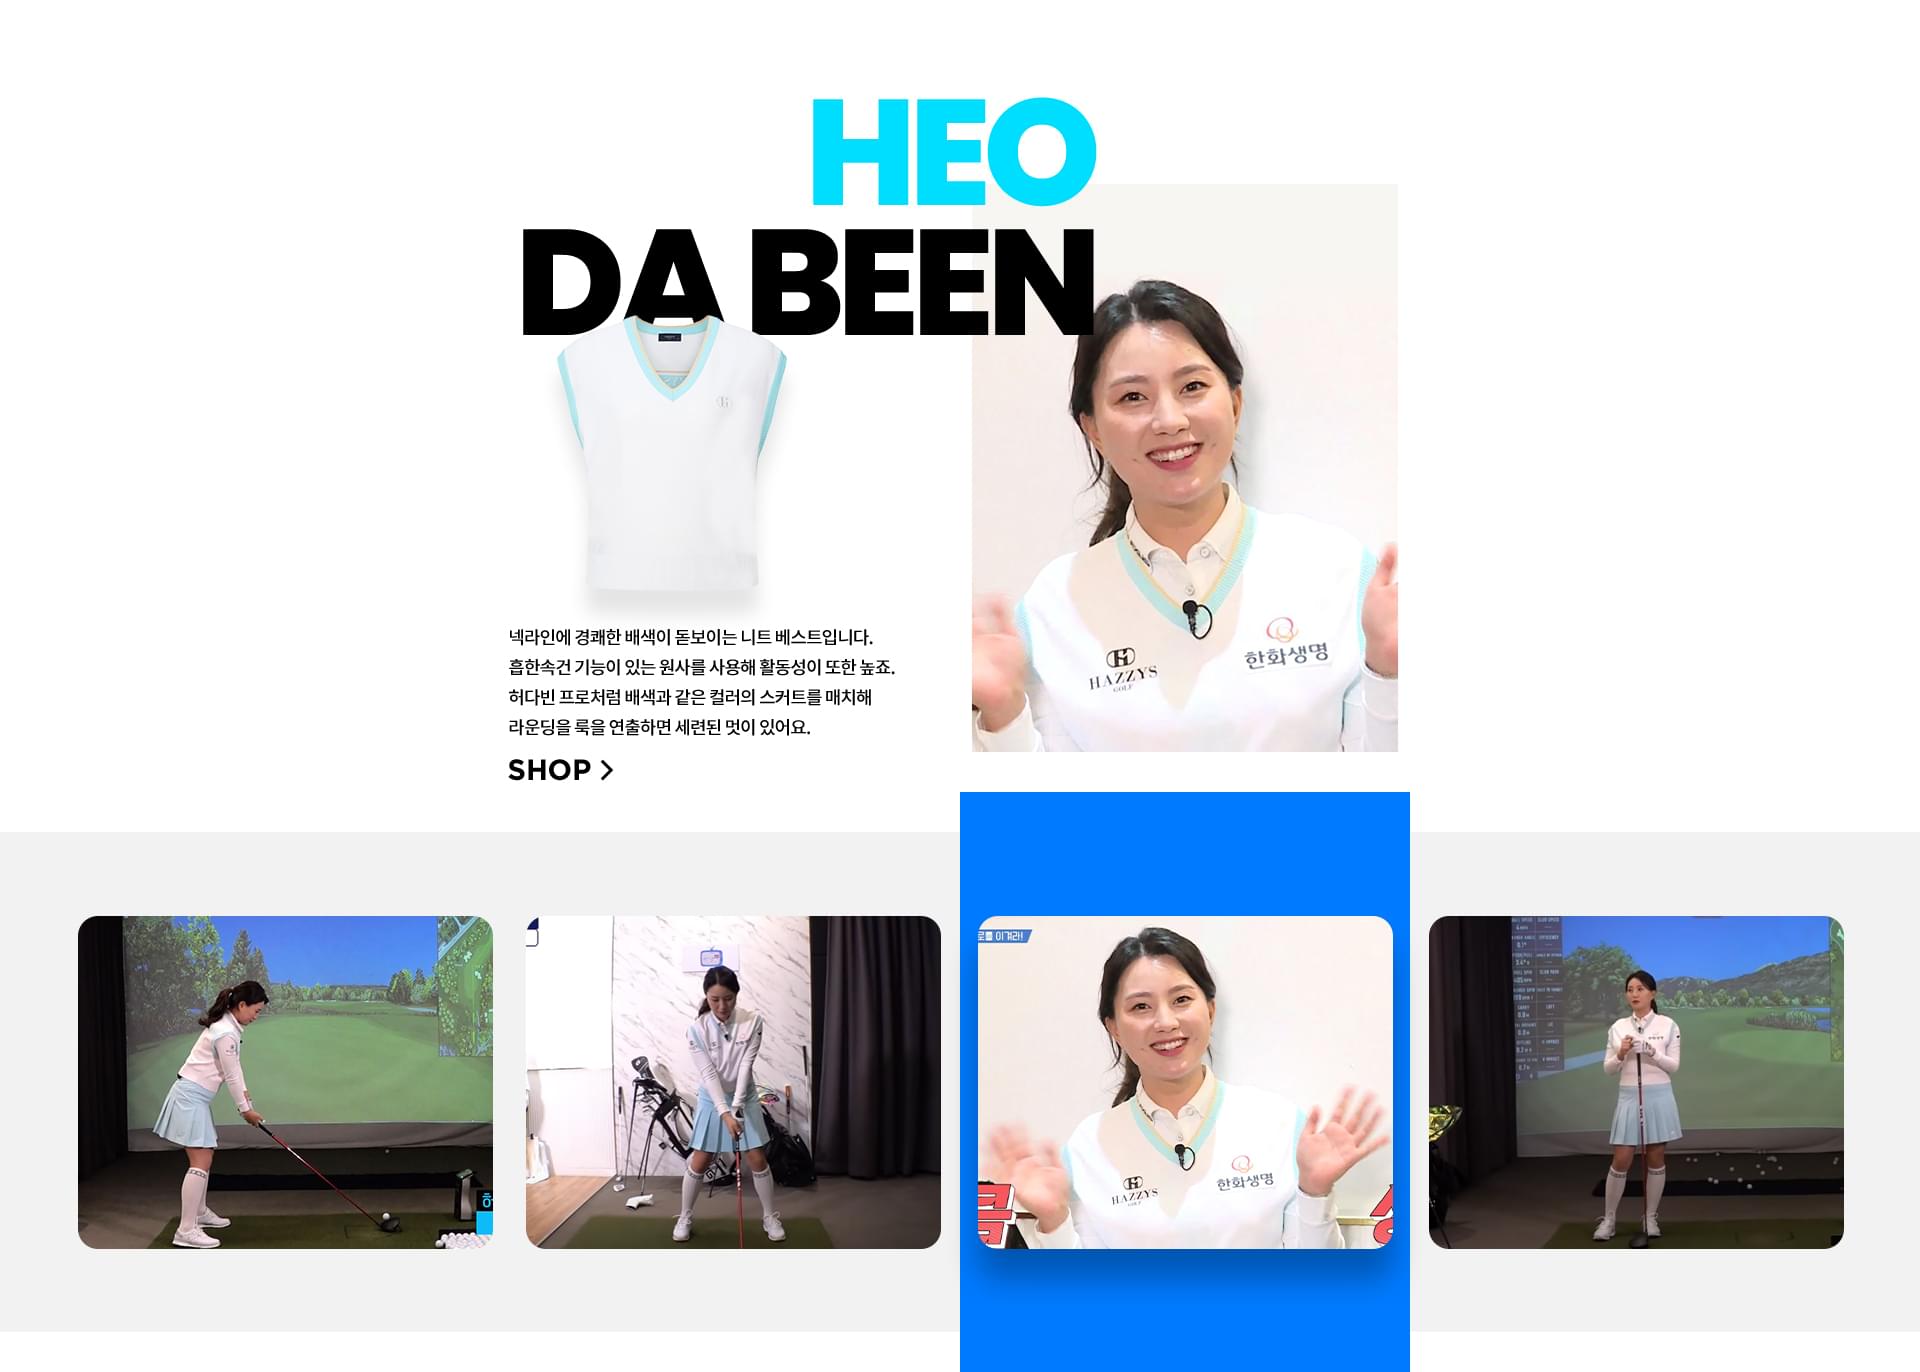 HEO
DA BEEN
넥라인에 경쾌한 배색이 돋보이는 니트 베스트입니다.
흡한속건 기능이 있는 원사를 사용해 활동성이 또한 높죠.
허다빈 프로처럼 배색과 같은 컬러의 스커트를 매치해
라운딩을 룩을 연출하면 세련된 멋이 있어요.
SHOP >
HAZZYS
GOLF
한화생명
로를 이겨라!
HAZZYS
GOLF
한화생명